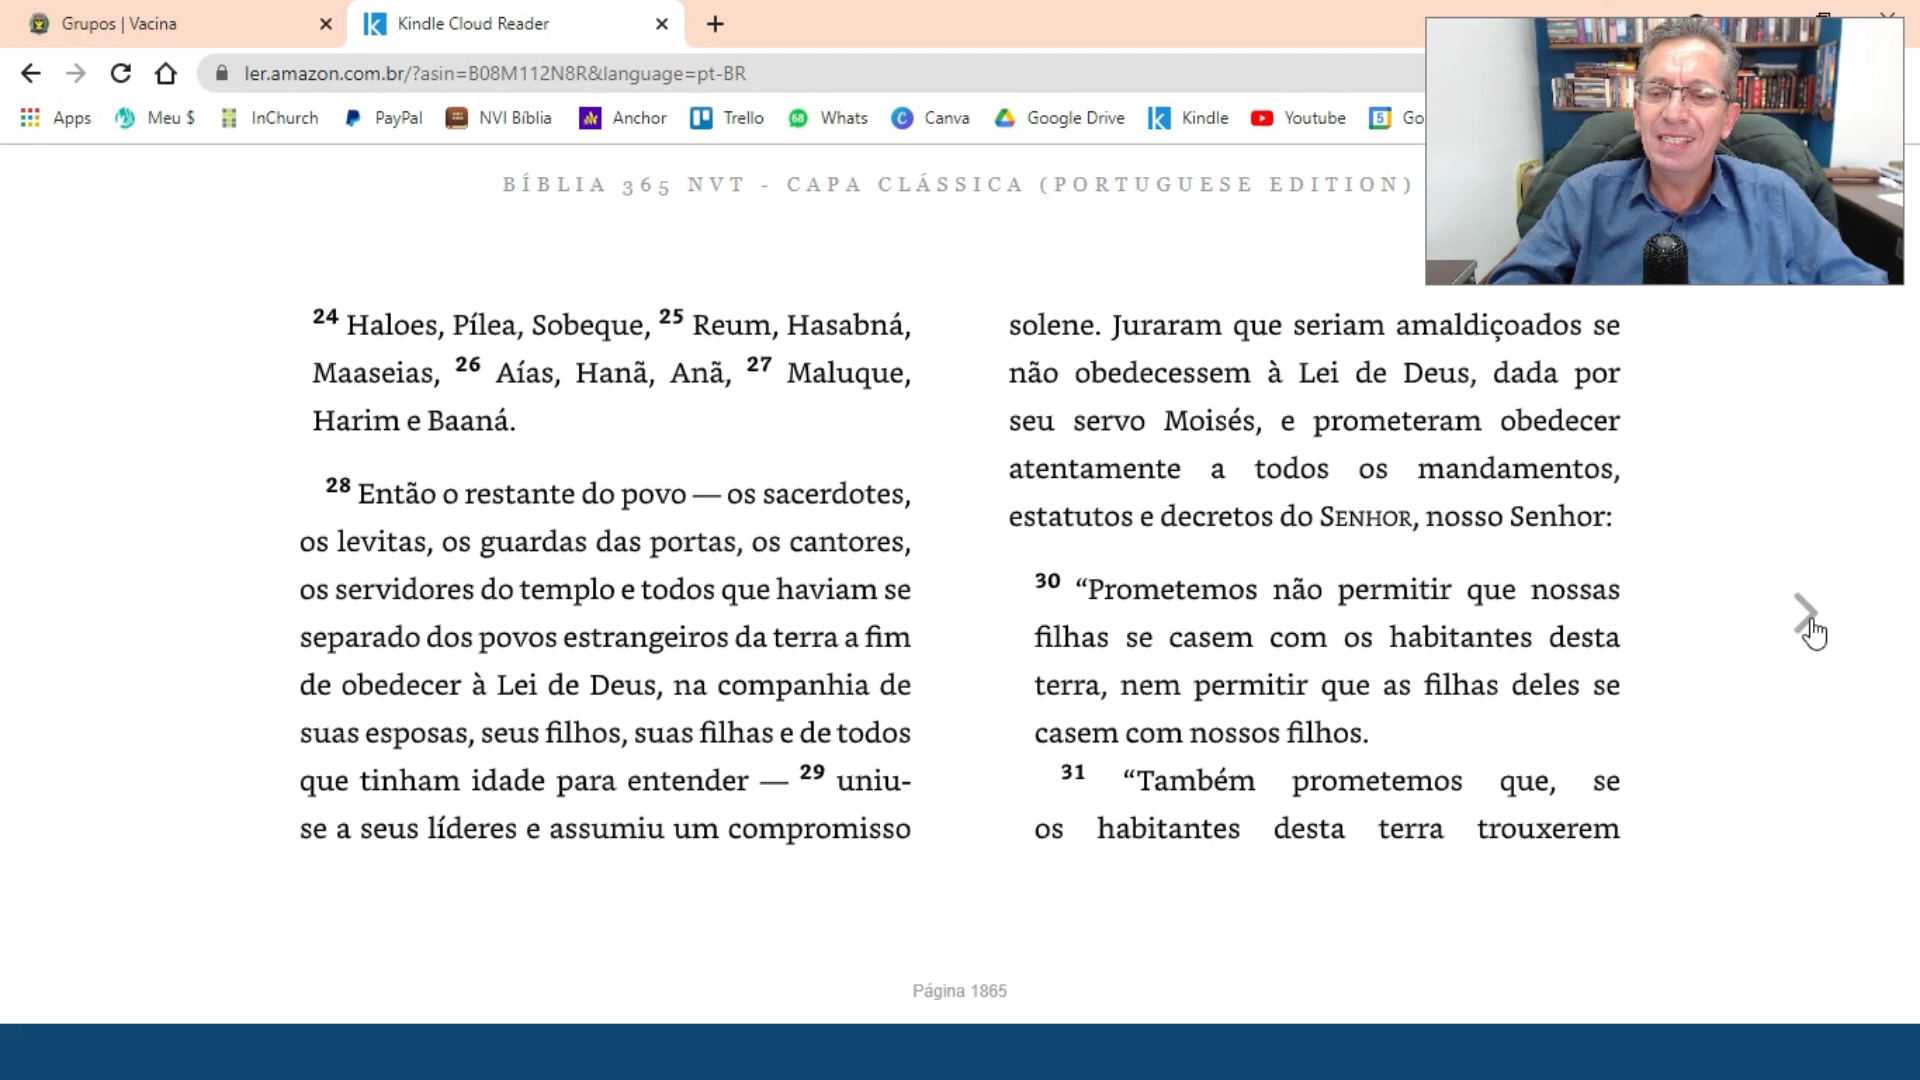 Grupos | Vacina
Kindle Cloud Reader
ler.amazon.com.br/?asin=B08M112N8R&language=pt-BR
Apps Meu $ InChurch PayPal NVI Bíblia Anchor Trello 68 Whats C Canva Google Drive Kindle Youtube 5 Go
BÍBLIA 365 NVT - CAPA CLÁSSICA (PORTUGUESE EDITION)
24 Haloes, Pílea, Sobeque, 25 Reum, Hasabná,
Maaseias, 26 Aías, Hanã, Anã, 27 Maluque,
Harim e Baaná.
28 Então o restante do povo — os sacerdotes,
os levitas, os guardas das portas, os cantores,
os servidores do templo e todos que haviam se
separado dos povos estrangeiros da terra a fim
de obedecer à Lei de Deus, na companhia de
suas esposas, seus filhos, suas filhas e de todos
que tinham idade para entender — 29 uniu-
se a seus líderes e assumiu um compromisso
solene. Juraram que seriam amaldiçoados se
não obedecessem à Lei de Deus, dada por
seu servo Moisés, e prometeram obedecer
atentamente a todos os mandamentos,
estatutos e decretos do SENHOR, nosso Senhor:
30 “Prometemos não permitir que nossas
filhas se casem com os habitantes desta
terra, nem permitir que as filhas deles se
casem com nossos filhos.
31 “Também prometemos que, se
os habitantes desta terra trouxerem
Página 1865